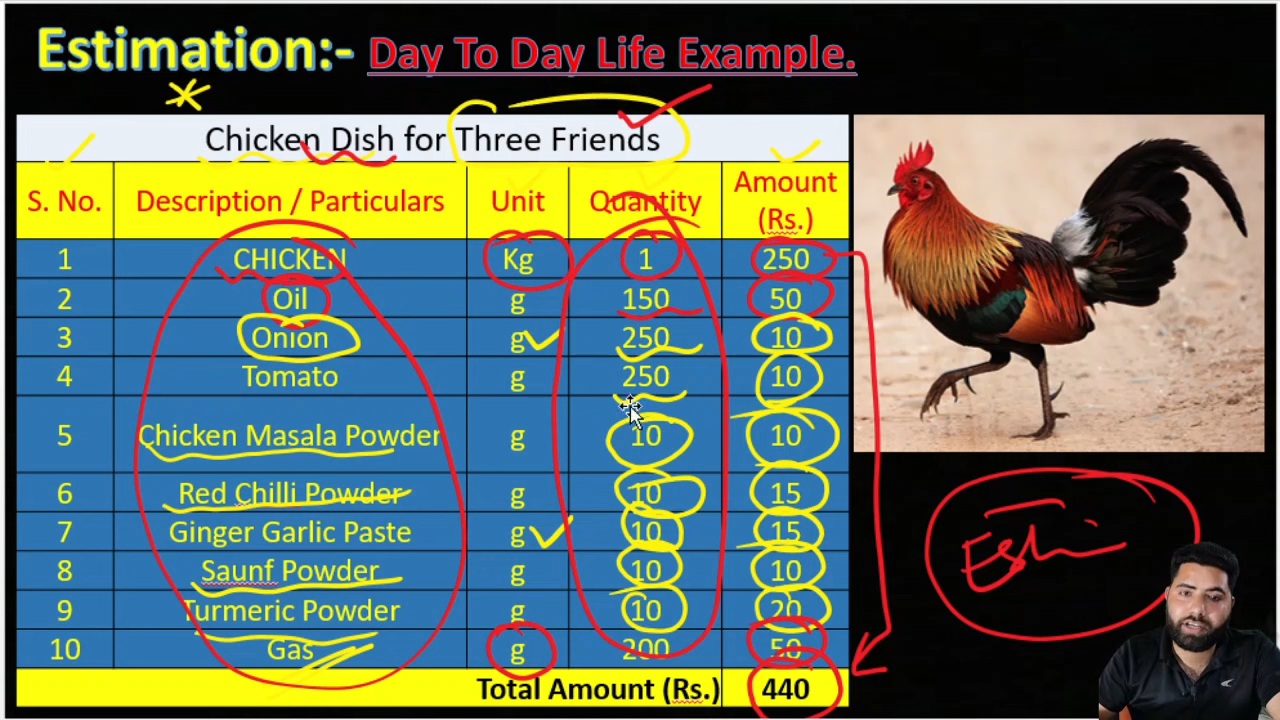 Estimation:- Day To Day Life Example.
Chicken Dish for Three Friends
S. No. Description / Particulars Unit Quantity Amount (Rs.)
1 CHICKEN Kg 1 250
2 Oil g 150 50
3 Onion g 250 10
4 Tomato g 250 10
5 Chicken Masala Powder g 10 10
6 Red Chilli Powder g 10 15
7 Ginger Garlic Paste g 10 15
8 Saunf Powder g 10 10
9 Turmeric Powder g 10 20
10 Gas g 200 50
Total Amount (Rs.) 440